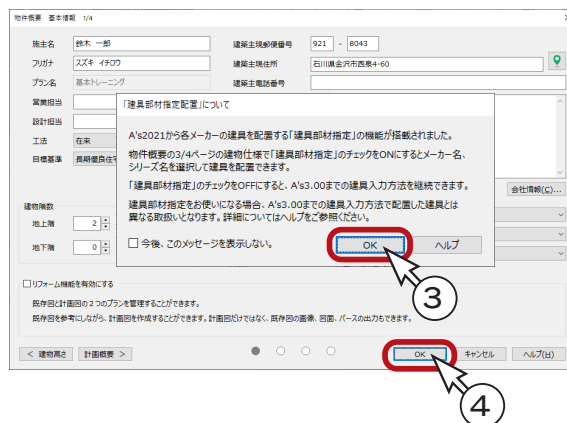 物件概要 基本情報 1/4
施主名 鈴木 一郎 建築主現郵便番号 921 - 8043
フリガナ スズキ イチロウ 建築主現住所 石川県金沢市西泉4-60
プラン名 基本トレーニング 建築主電話番号
営業担当
設計担当
工法 在来
目標基準 長期優良住宅
「建具部材指定配置」について
A's2021から各メーカーの建具を配置する「建具部材指定」の機能が搭載されました。
物件概要の3/4ページの建物仕様で「建具部材指定」のチェックをONにするとメーカー名、
シリーズ名を選択して建具を配置できます。
「建具部材指定」のチェックをOFFにすると、A's3.00までの建具入力方法を継続できます。
建具部材指定をお使いになる場合、A's3.00までの建具入力方法で配置した建具とは
異なる取扱いとなります。詳細についてはヘルプをご参照ください。
今後、このメッセージを表示しない。 OK ヘルプ
③
会社情報(C)...
建物階数
地上階 2
地下階 0
リフォーム機能を有効にする
既存図と計画図の2つのプランを管理することができます。
既存図を参考にしながら、計画図を作成することができます。計画図だけではなく、既存図の画像、図面、パースの出力もできます。
< 建物高さ 計画概要 > OK キャンセル ヘルプ(H)
④